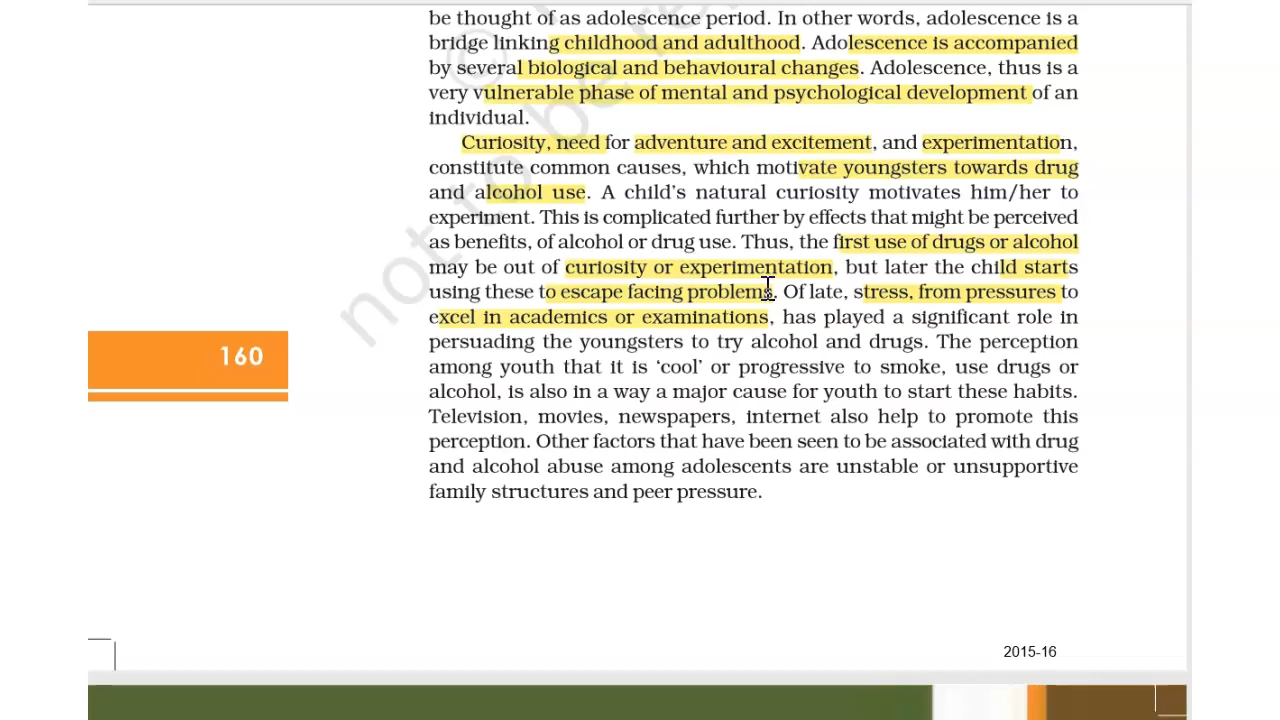 be thought of as adolescence period. In other words, adolescence is a
bridge linking childhood and adulthood. Adolescence is accompanied
by several biological and behavioural changes. Adolescence, thus is a
very vulnerable phase of mental and psychological development of an
individual.
Curiosity, need for adventure and excitement, and experimentation,
constitute common causes, which motivate youngsters towards drug
and alcohol use. A child's natural curiosity motivates him/her to
experiment. This is complicated further by effects that might be perceived
as benefits, of alcohol or drug use. Thus, the first use of drugs or alcohol
may be out of curiosity or experimentation, but later the child starts
using these to escape facing problems. Of late, stress, from pressures to
excel in academics or examinations, has played a significant role in
persuading the youngsters to try alcohol and drugs. The perception
among youth that it is ‘cool’ or progressive to smoke, use drugs or
alcohol, is also in a way a major cause for youth to start these habits.
Television, movies, newspapers, internet also help to promote this
perception. Other factors that have been seen to be associated with drug
and alcohol abuse among adolescents are unstable or unsupportive
family structures and peer pressure.
160
©
not to be re
2015-16